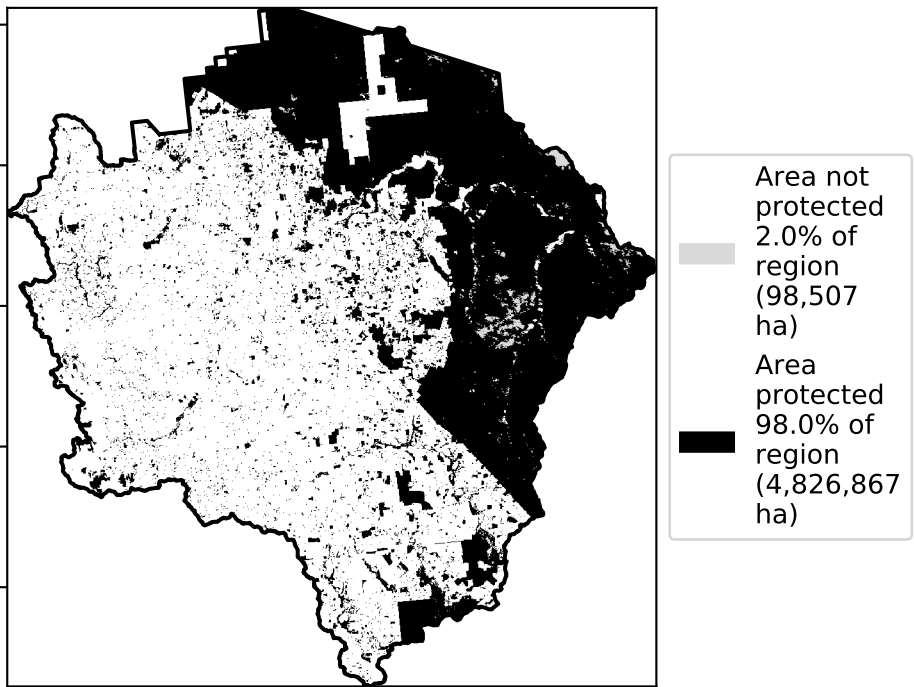 Area not
protected
2.0% of
region
(98,507
ha)
Area
protected
98.0% of
region
(4,826,867
ha)